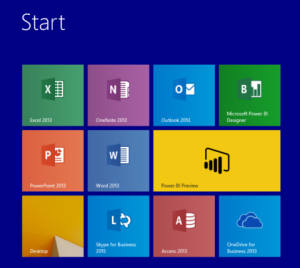 Start
Excel 2013
OneNote 2013
Outlook 2013
Microsoft Power BI
Designer
PowerPoint 2013
Word 2013
Power BI Preview
Desktop
Skype for Business
2015
Access 2013
OneDrive for
Business 2013